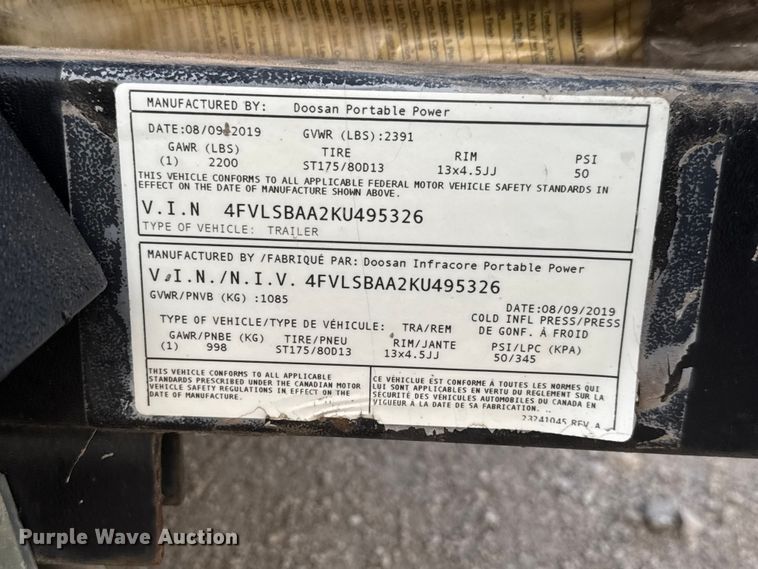 MANUFACTURED BY: Doosan Portable Power
DATE:08/09/2019 GVWR (LBS):2391
GAWR (LBS) TIRE RIM PSI
(1) 2200 ST175/80D13 13x4.5JJ 50
THIS VEHICLE CONFORMS TO ALL APPLICABLE FEDERAL MOTOR VEHICLE SAFETY STANDARDS IN
EFFECT ON THE DATE OF MANUFACTURE SHOWN ABOVE.
V.I.N 4FVLSBAA2KU495326
TYPE OF VEHICLE: TRAILER
MANUFACTURED BY /FABRIQUÉ PAR: Doosan Infracore Portable Power
V.I.N./N.I.V. 4FVLSBAA2KU495326
GVWR/PNVB (KG) :1085
DATE:08/09/2019
TYPE OF VEHICLE/TYPE DE VÉHICULE: TRA/REM COLD INFL PRESS/PRESS
DE GONF. À FROID
GAWR/PNBE (KG) TIRE/PNEU RIM/JANTE PSI/LPC (KPA)
(1) 998 ST175/80D13 13x4.5JJ 50/345
THIS VEHICLE CONFORMS TO ALL APPLICABLE
STANDARDS PRESCRIBED UNDER THE CANADIAN MOTOR
VEHICLE SAFETY REGULATIONS IN EFFECT ON THE
DATE OF MANUFACTURE.
CE VÉHICLUE EST CONFORME À TOUTES LES NORMES QUI
LUI SONT APPLICABLES EN VERTU DU RÈGLEMENT SUR LA
SÉCURITÉ DES VÉHICULES AUTOMOBILES DU CANADA EN
VIGUEUR À LA DATE DE SA FABRICATION.
23241045 REV A
Purple Wave Auction